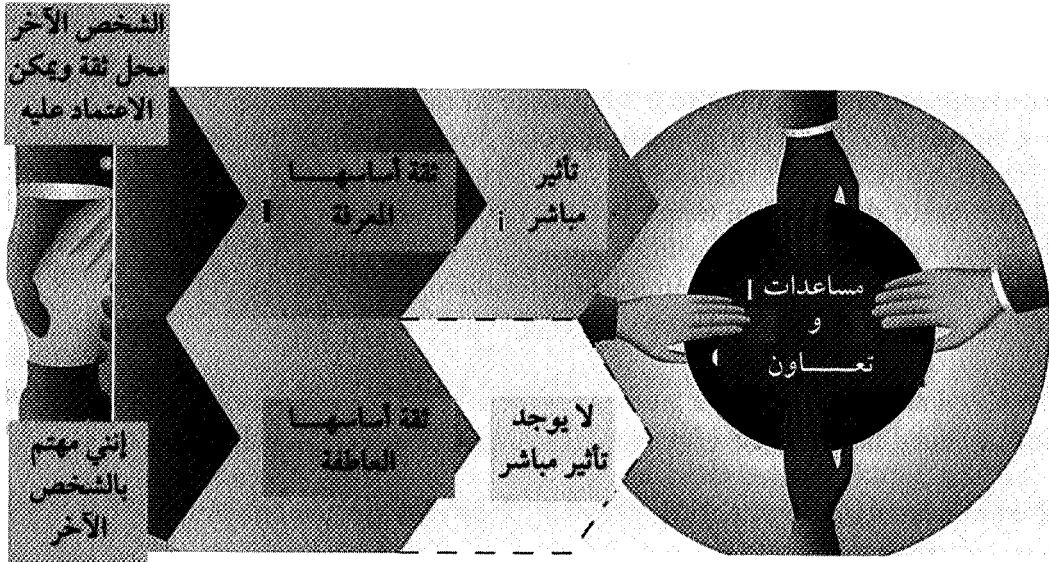 الشخص الآخر
محل ثقة ويمكن
الاعتماد عليه
ثقة أساسهـــا
المعرفة
تأثير
مباشر
مساعدات
و
تعـــاون
إنني مهتم
بالشخص
الآخر
ثقة أساسهـــا
العاطفة
لا يوجد
تأثير مباشر